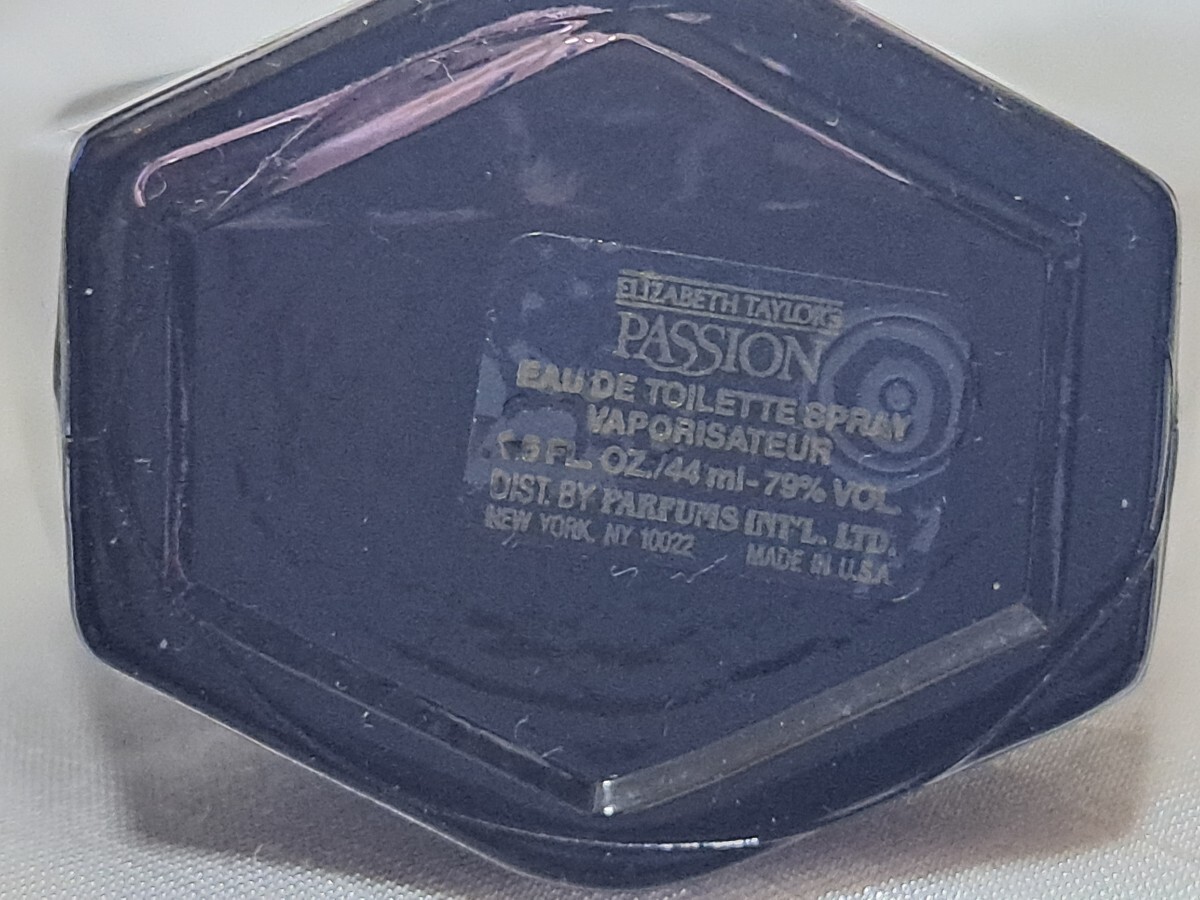 ELIZABETH TAYLOR'S
PASSION
EAU DE TOILETTE SPRAY
VAPORISATEUR
FL. OZ./44 ml - 79% VOL.
DIST. BY PARFUMS INT'L. LTD.
NEW YORK, NY 10022 MADE IN U.S.A.